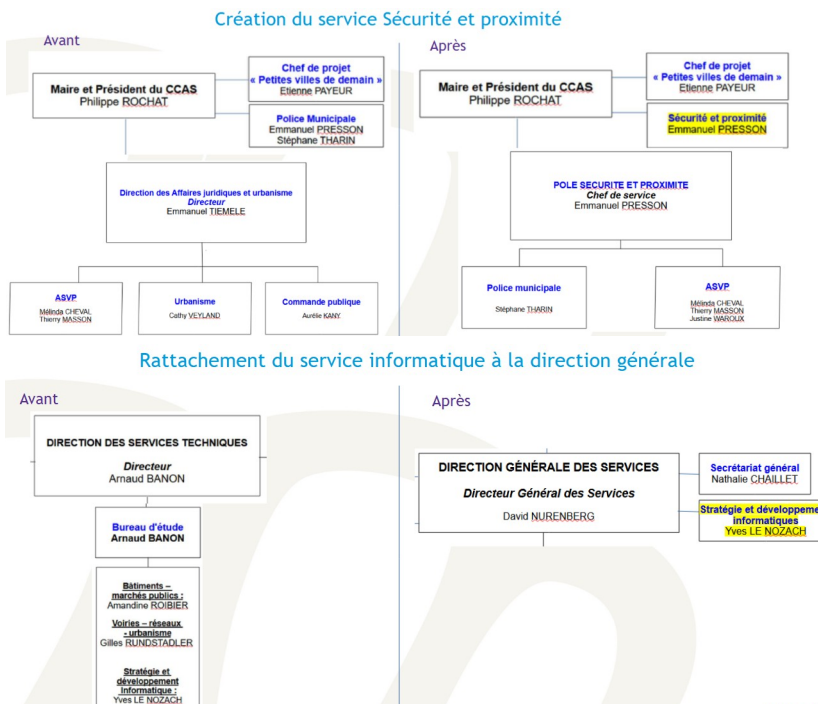 Création du service Sécurité et proximité
Avant
Maire et Président du CCAS
Philippe ROCHAT
Chef de projet
« Petites villes de demain »
Etienne PAYEUR
Police Municipale
Emmanuel PRESSON
Stéphane THARIN
Direction des Affaires juridiques et urbanisme
Directeur
Emmanuel TIEMELE
ASVP
Mélinda CHEVAL
Thierry MASSON
Urbanisme
Cathy VEYLAND
Commande publique
Aurélie KANY
Après
Maire et Président du CCAS
Philippe ROCHAT
Chef de projet
« Petites villes de demain »
Etienne PAYEUR
Sécurité et proximité
Emmanuel PRESSON
POLE SECURITE ET PROXIMITE
Chef de service
Emmanuel PRESSON
Police municipale
Stéphane THARIN
ASVP
Mélinda CHEVAL
Thierry MASSON
Justine WAROUX
Rattachement du service informatique à la direction générale
Avant
DIRECTION DES SERVICES TECHNIQUES
Directeur
Arnaud BANON
Bureau d'étude
Arnaud BANON
Bâtiments –
marchés publics :
Amandine ROIBIER
Voiries – réseaux
- urbanisme
Gilles RUNDSTADLER
Stratégie et
développement
Informatique :
Yves LE NOZACH
Après
DIRECTION GÉNÉRALE DES SERVICES
Directeur Général des Services
David NURENBERG
Secrétariat général
Nathalie CHAILLET
Stratégie et développeme
informatiques
Yves LE NOZACH